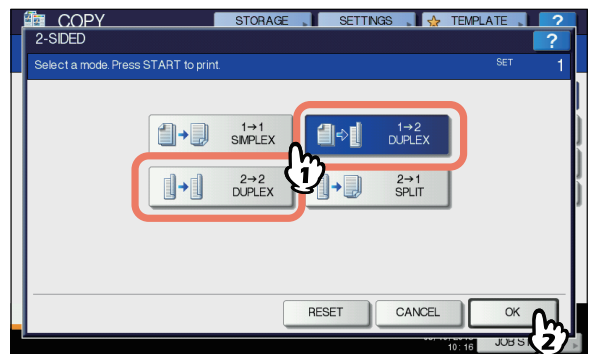 COPY STORAGE SETTINGS TEMPLATE ?
2-SIDED ?
Select a mode. Press START to print. SET 1
1→1 SIMPLEX
1→2 DUPLEX
1
2→2 DUPLEX
2→1 SPLIT
RESET CANCEL OK
2
10:16 JOB S